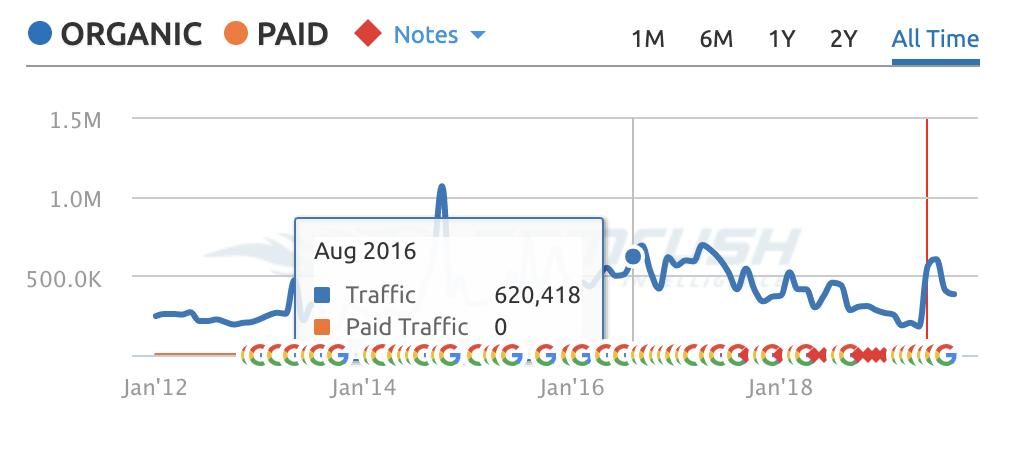 ORGANIC PAID Notes 1M 6M 1Y 2Y All Time
1.5M
1.0M
500.0K
Aug 2016
Traffic 620,418
Paid Traffic 0
Jan'12 Jan'14 Jan'16 Jan'18